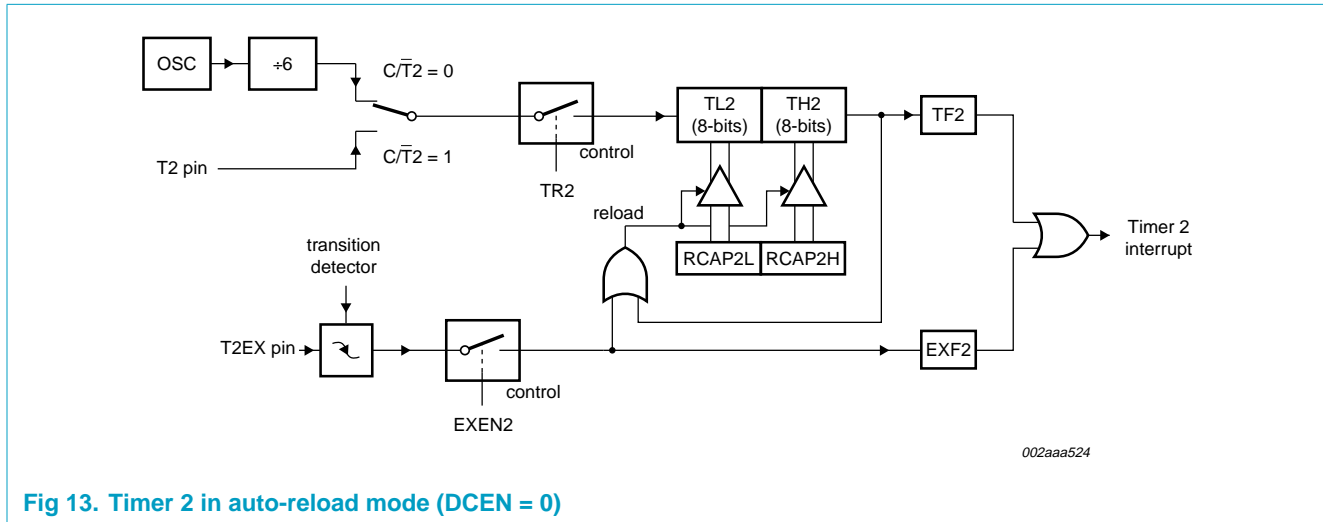 OSC
÷6
C/T̅2 = 0
C/T̅2 = 1
T2 pin
control
TR2
TL2
(8-bits)
TH2
(8-bits)
TF2
reload
RCAP2L
RCAP2H
Timer 2
interrupt
transition
detector
T2EX pin
control
EXEN2
EXF2
002aaa524
Fig 13. Timer 2 in auto-reload mode (DCEN = 0)